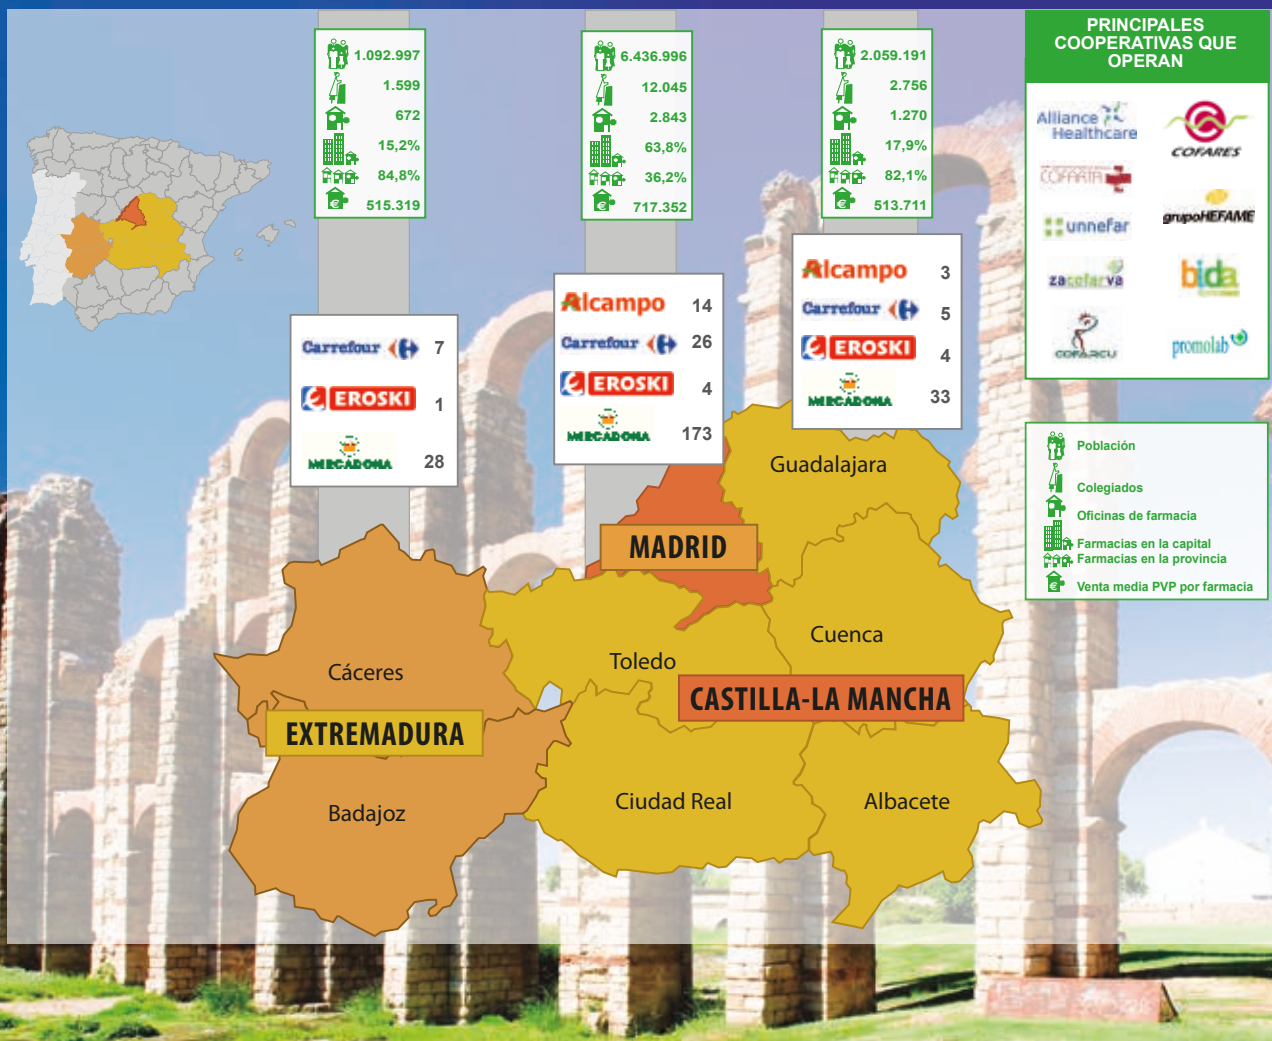 1.092.997
1.599
672
15,2%
84,8%
515.319
6.436.996
12.045
2.843
63,8%
36,2%
717.352
2.059.191
2.756
1.270
17,9%
82,1%
513.711
PRINCIPALES
COOPERATIVAS QUE
OPERAN
Alliance
Healthcare
COFARES
COFARTA
unnefar
grupoHEFAME
zacofarva
bida
COFARCU
promolab
Carrefour 7
EROSKI 1
MERCADONA 28
Alcampo 14
Carrefour 26
EROSKI 4
MERCADONA 173
Alcampo 3
Carrefour 5
EROSKI 4
MERCADONA 33
Población
Colegiados
Oficinas de farmacia
Farmacias en la capital
Farmacias en la provincia
Venta media PVP por farmacia
Guadalajara
MADRID
Cuenca
Toledo
Cáceres
CASTILLA-LA MANCHA
EXTREMADURA
Ciudad Real
Albacete
Badajoz